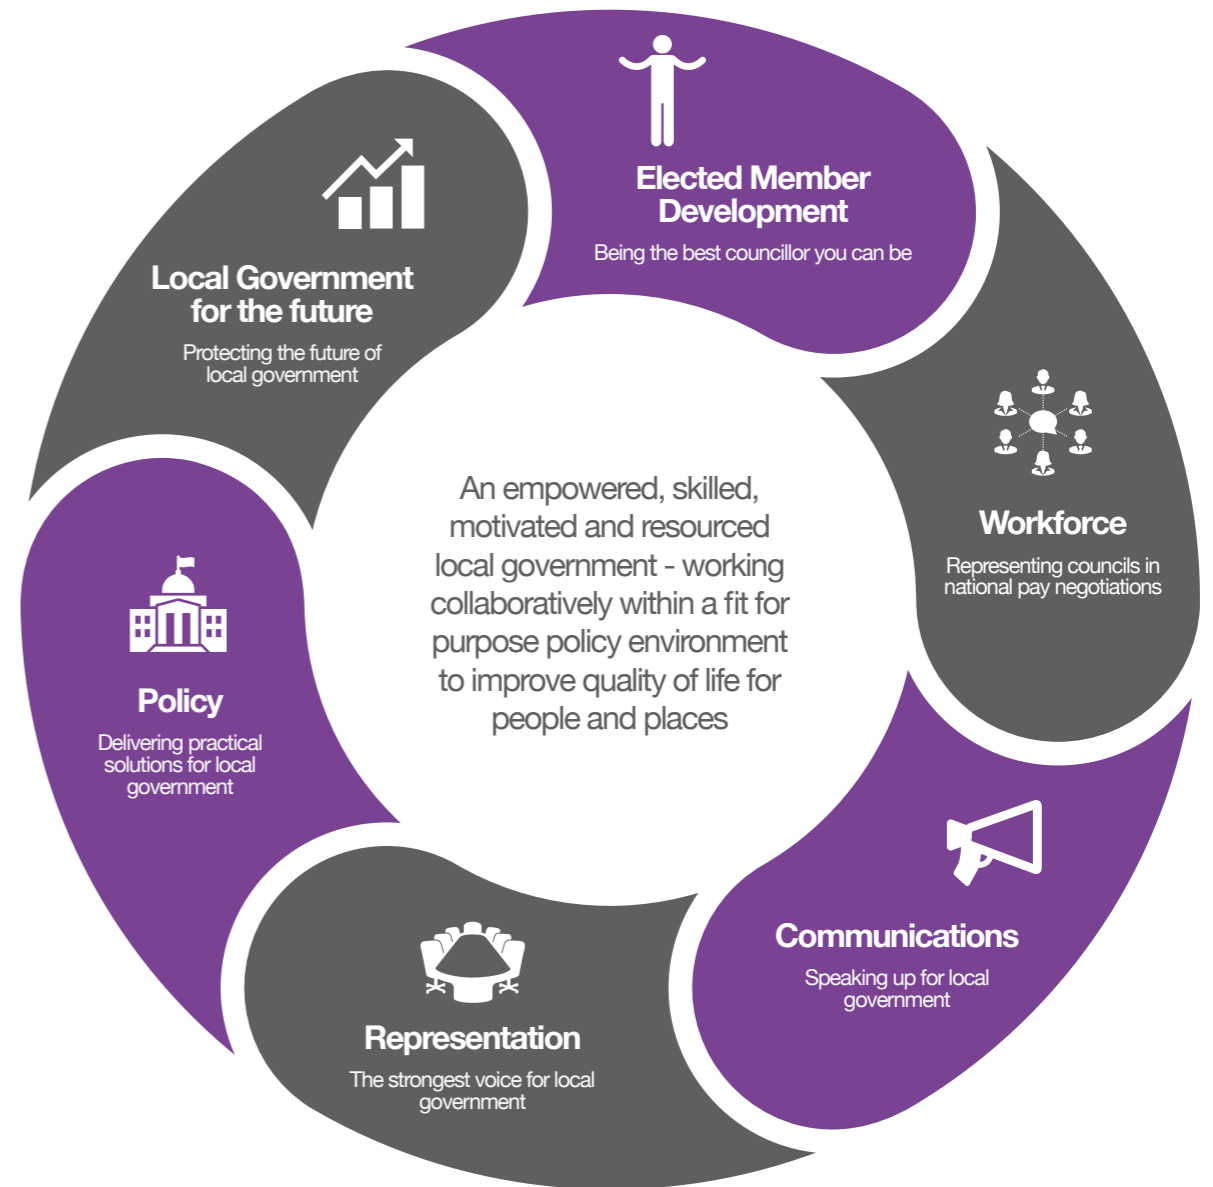 Elected Member
Development
Being the best councillor you can be
Workforce
Representing councils in
national pay negotiations
Communications
Speaking up for local
government
Representation
The strongest voice for local
government
Policy
Delivering practical
solutions for local
government
Local Government
for the future
Protecting the future of
local government
An empowered, skilled,
motivated and resourced
local government - working
collaboratively within a fit for
purpose policy environment
to improve quality of life for
people and places